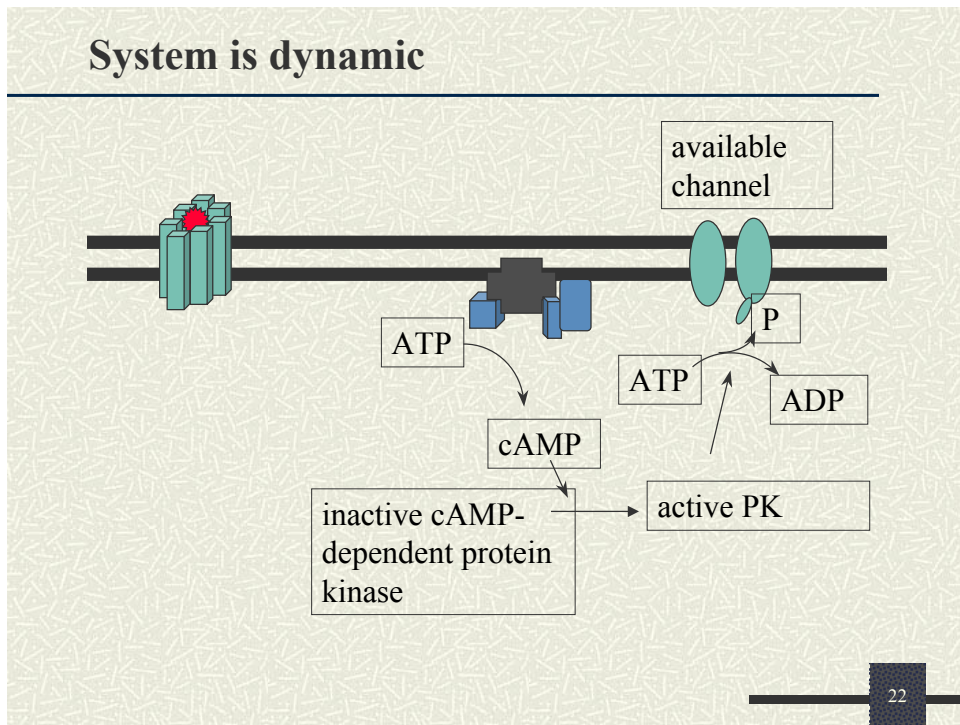 System is dynamic
available
channel
P
ATP
ATP
ADP
cAMP
inactive cAMP-
dependent protein
kinase
active PK
22